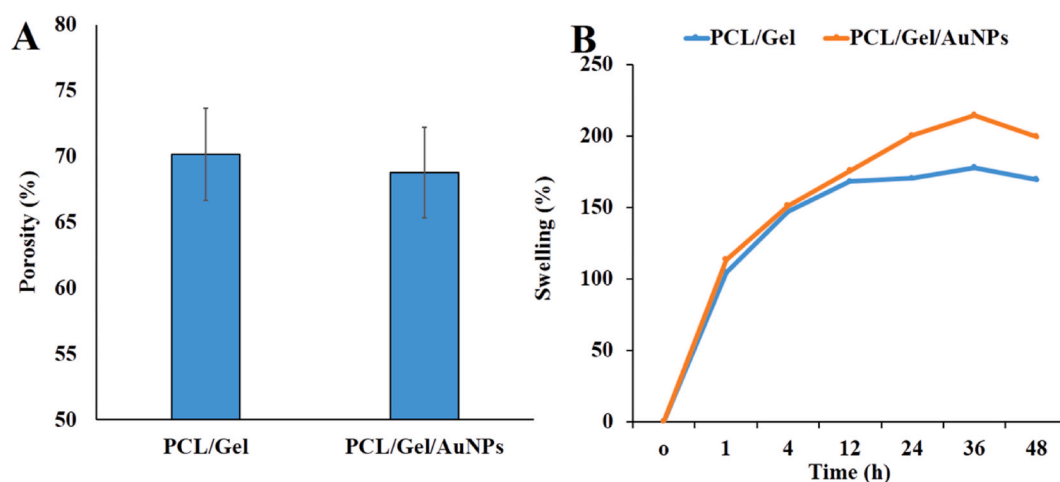 A
Porosity (%)
80
75
70
65
60
55
50
PCL/Gel
PCL/Gel/AuNPs
B
PCL/Gel
PCL/Gel/AuNPs
Swelling (%)
250
200
150
100
50
0
o 1 4 12 24 36 48
Time (h)